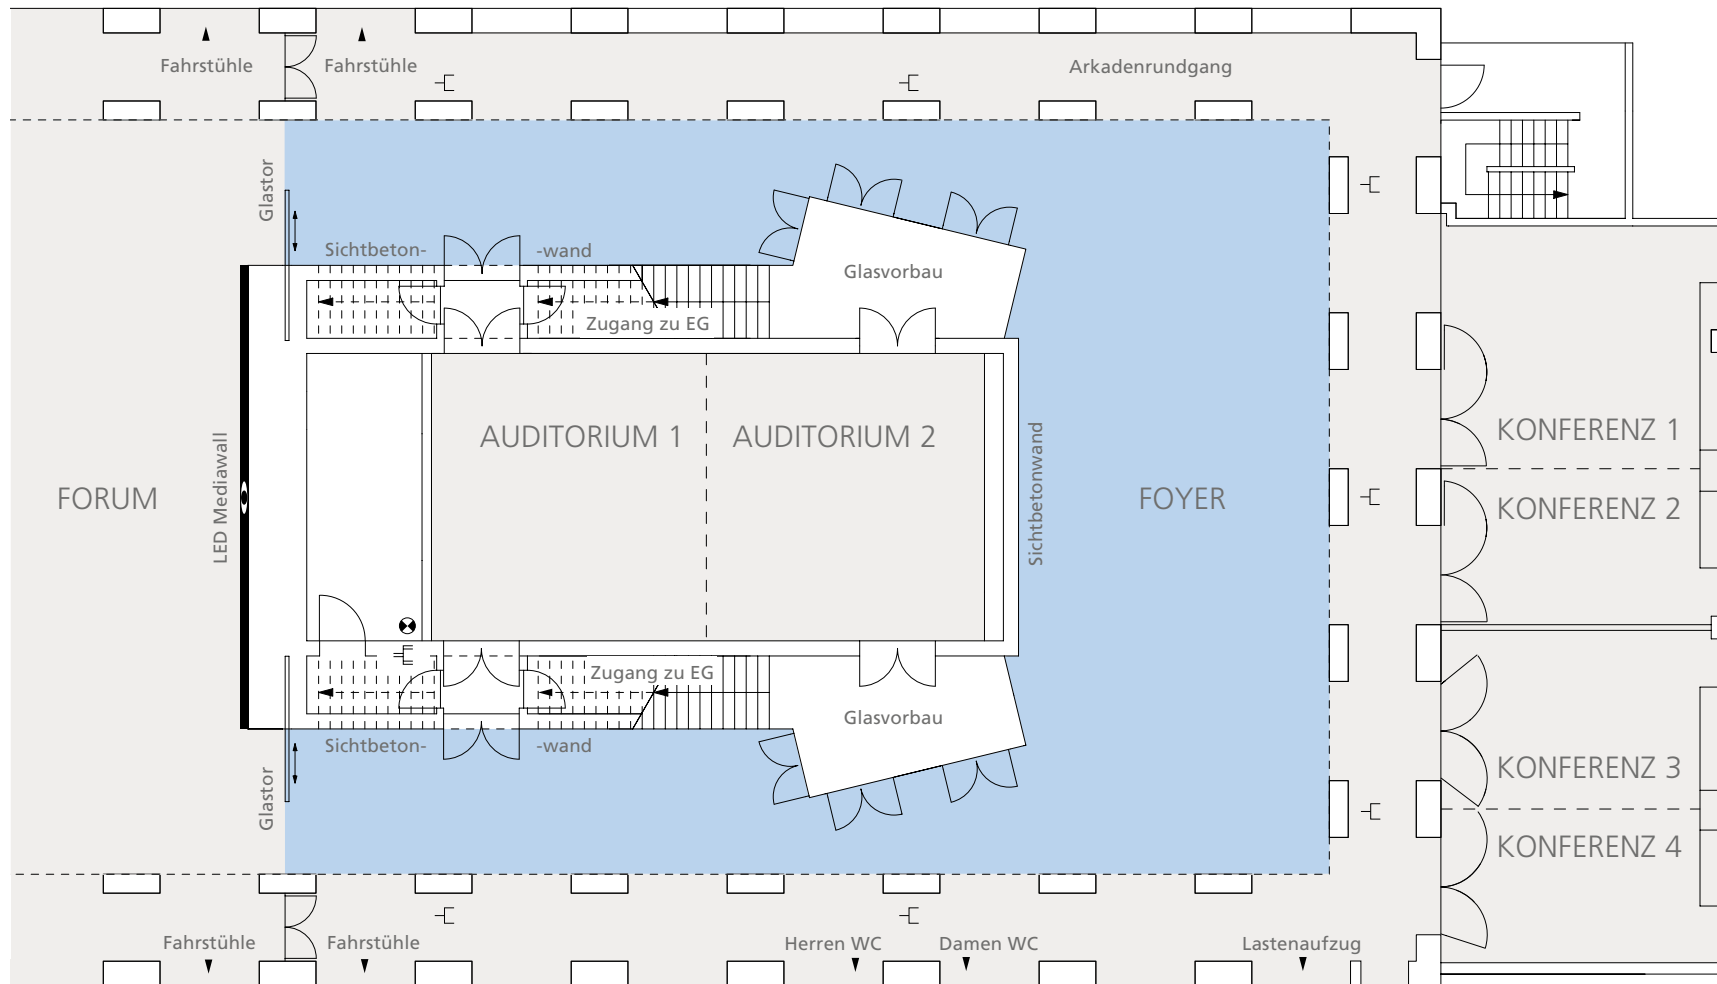 Fahrstühle
Fahrstühle
Arkadenrundgang
Glastor
Sichtbeton-
-wand
Glasvorbau
Zugang zu EG
AUDITORIUM 1
AUDITORIUM 2
KONFERENZ 1
FORUM
LED Mediawall
Sichtbetonwand
FOYER
KONFERENZ 2
Zugang zu EG
Glasvorbau
Sichtbeton-
-wand
Glastor
KONFERENZ 3
KONFERENZ 4
Fahrstühle
Fahrstühle
Herren WC
Damen WC
Lastenaufzug